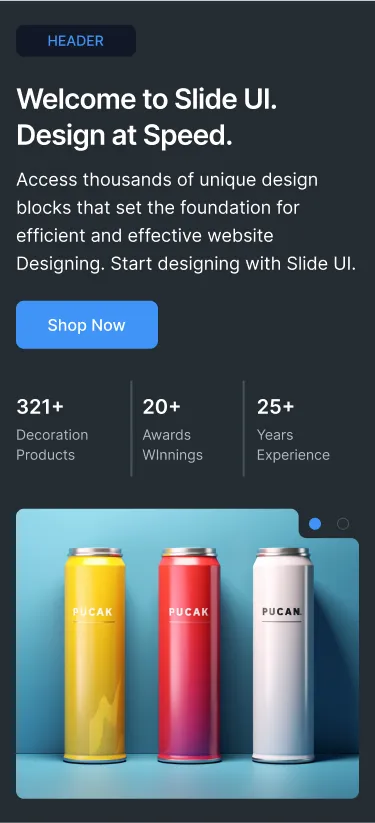 HEADER
Welcome to Slide UI.
Design at Speed.
Access thousands of unique design
blocks that set the foundation for
efficient and effective website
Designing. Start designing with Slide UI.
Shop Now
321+
Decoration
Products
20+
Awards
WInnings
25+
Years
Experience
PUCAK
PUCAK
PUCAN